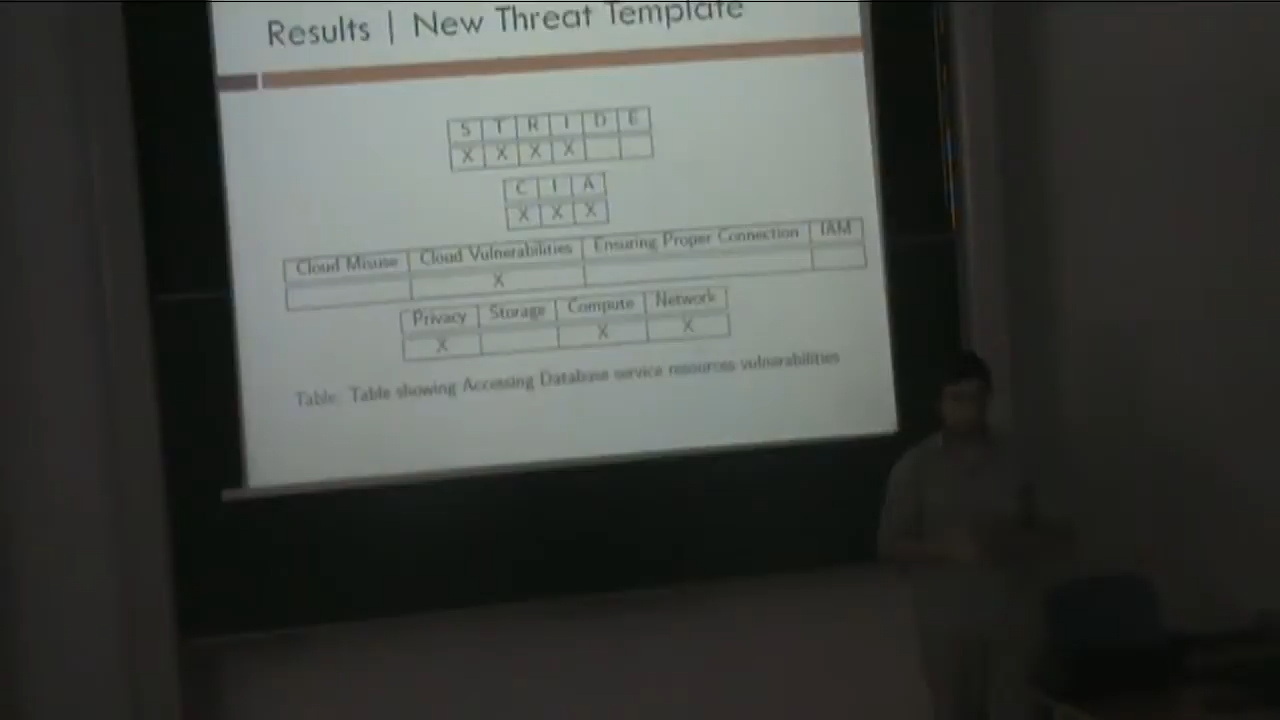 Results | New Threat Template
S T R I D E
X X X X
C I A
X X X
Cloud Misuse Cloud Vulnerabilities Ensuring Proper Connection IAM
X
Privacy Storage Compute Network
X X X
Table: Table showing Accessing Database service resources vulnerabilities